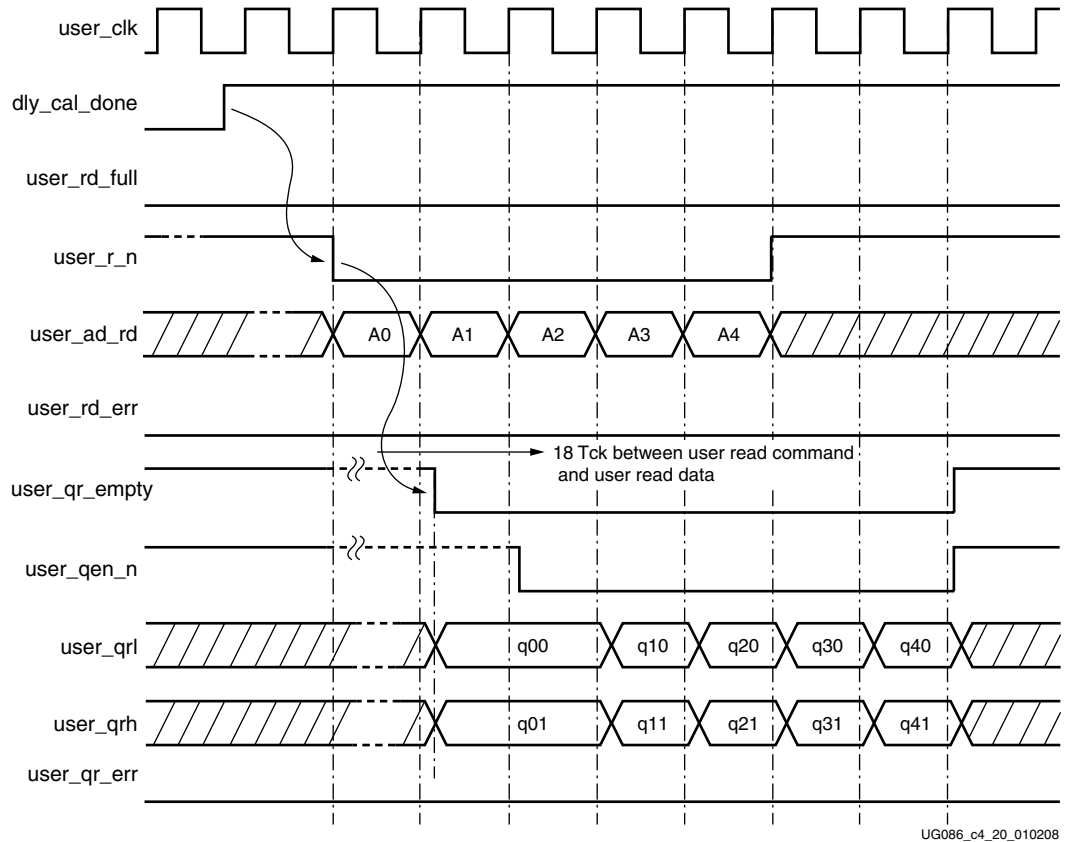 user_clk
dly_cal_done
user_rd_full
user_r_n
user_ad_rd A0 A1 A2 A3 A4
user_rd_err
18 Tck between user read command
and user read data
user_qr_empty
user_qen_n
user_qrl q00 q10 q20 q30 q40
user_qrh q01 q11 q21 q31 q41
user_qr_err
UG086_c4_20_010208